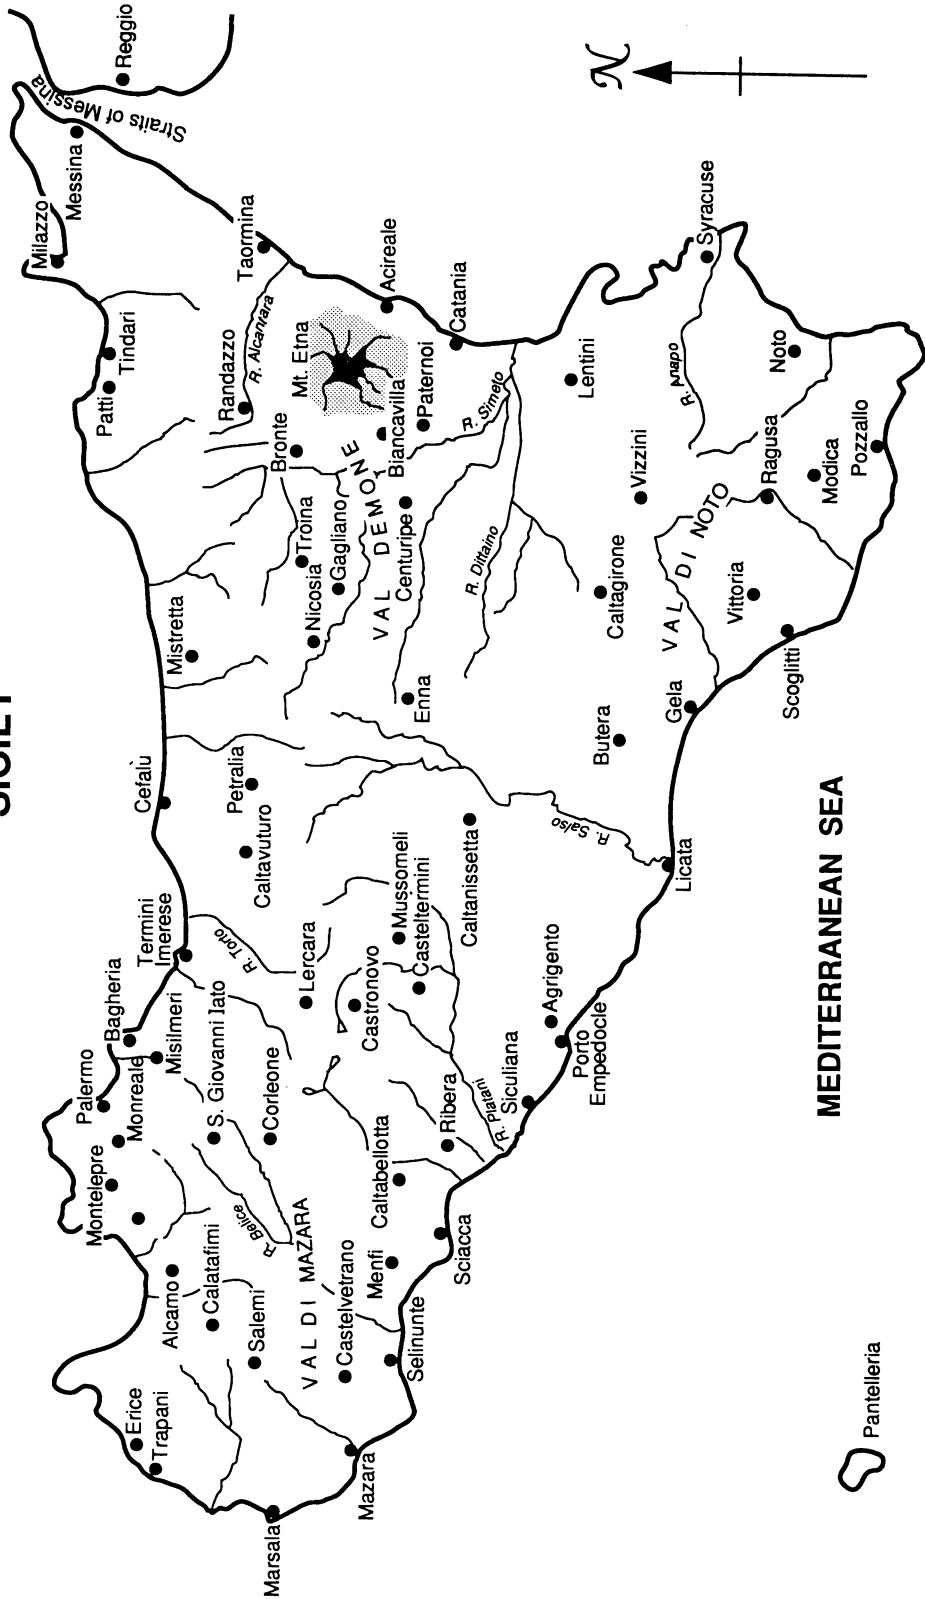 SICILY
Reggio
Straits of Messina
Messina
Milazzo
Taormina
Tindari
Patti
Randazzo
R. Alcantara
Mt. Etna
Acireale
Catania
Bronte
Biancavilla
Paternoi
R. Simeto
Lentini
Syracuse
R. Anapo
Noto
N
Troina
Gagliano
VAL DEMONE
Centuripe
Nicosia
Mistretta
R. Dittaino
Vizzini
Ragusa
Modica
Pozzallo
Caltagirone
VAL DI NOTO
Vittoria
Scoglitti
Enna
Gela
Butera
Cefalù
Petralia
Caltavuturo
R. Salso
Caltanissetta
Licata
Mussomeli
Casteltermini
Termini
Imerese
R. Torto
Lercara
Castronovo
Agrigento
Porto
Empedocle
Siculiana
R. Platani
Ribera
Bagheria
Misilmeri
Palermo
Monreale
S. Giovanni Iato
Corleone
Montelepre
Caltabellotta
R. Belice
VAL DI MAZARA
Menfi
Sciacca
Alcamo
Calatafimi
Salemi
Castelvetrano
Selinunte
Erice
Trapani
Marsala
Mazara
MEDITERRANEAN SEA
Pantelleria